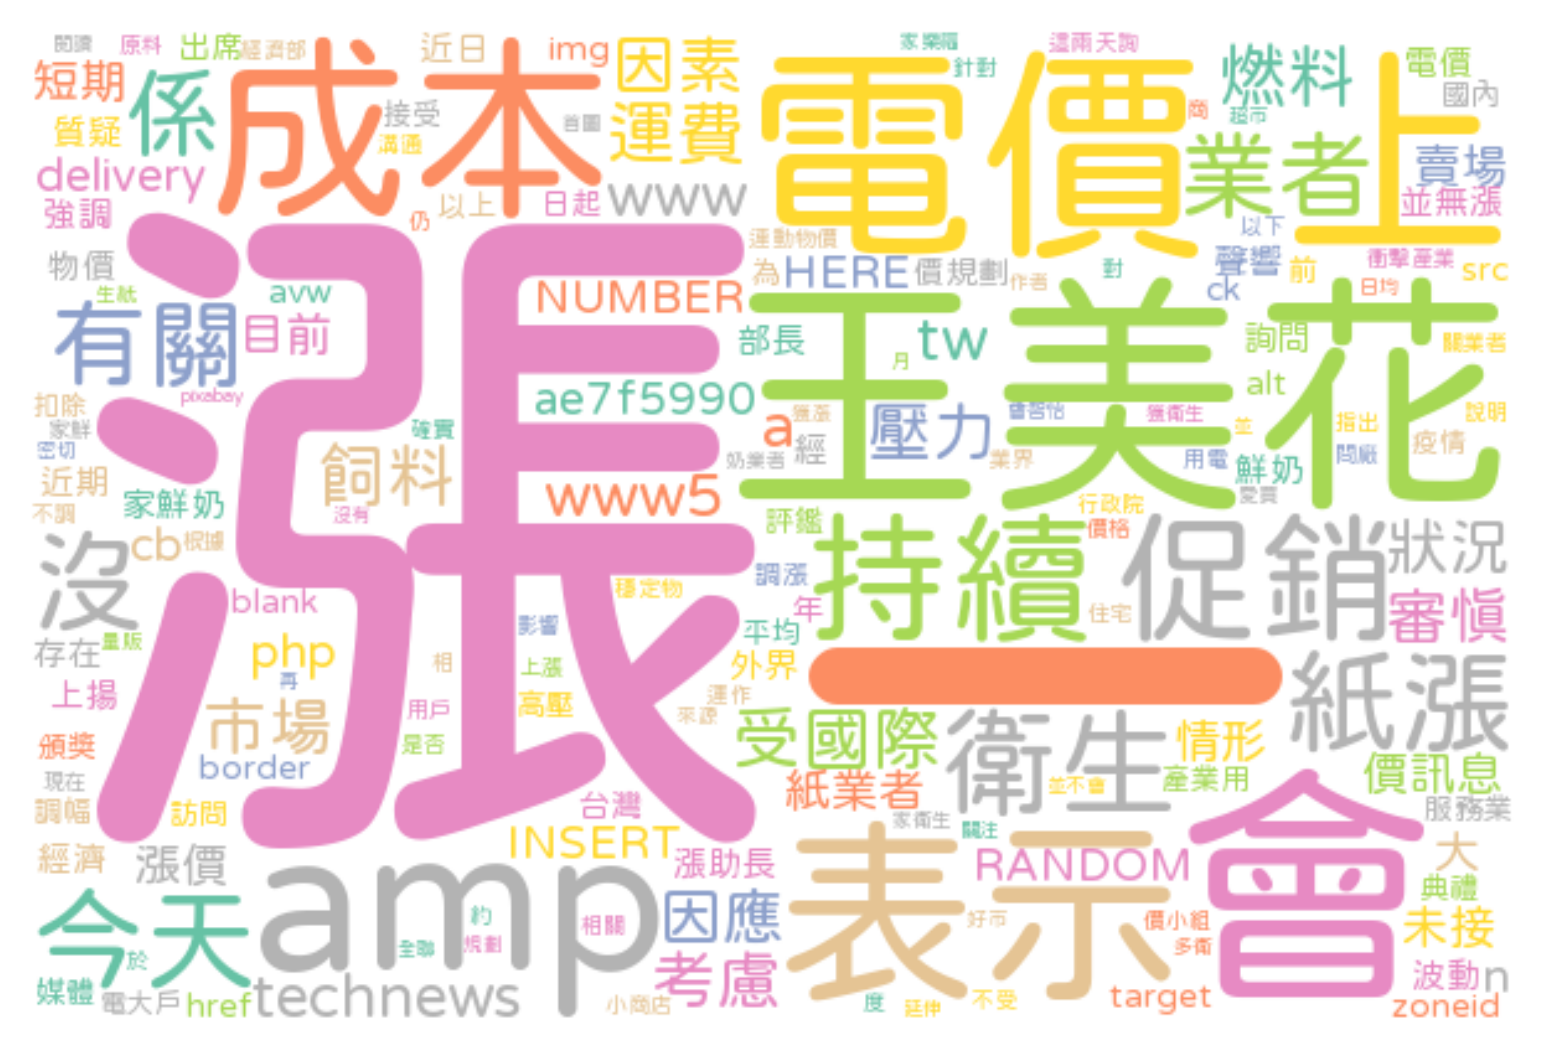 閱讀 原料 出席 經濟部 近日 img 因素 家樂福 這兩天詢 針對 燃料 電價
短期 係 成本 運費 電價 上 國內
質疑 接受 溝通 首圖 商 超市 業者 賣場
delivery 以上 日起 www 並無漲
強調 仍 運動物價 以下
物價 生紙 avw NUMBER 為 HERE 價規劃 作者 對 聲響 前 衝擊產業 src
有關 目前 漲 部長 月 tw ck 日均
pixabay ae7f5990 王美花 詢問 關業者
扣除 家鮮 確實 a 獲漲 經 壓力 曾智怡 獲衛生 並 alt 指出 說明
密切 飼料 奶業者 業界 用電 鮮奶 問廠 疫情
近期 家鮮奶 www5 行政院 愛買
不調 沒有 評鑑 持續 價格 促銷 狀況
沒 cb 根據 調漲 穩定物 年 住宅 審慎
blank 影響 平均
存在 量販 php 再 相 上漲 外界 一 紙漲
上揚 市場 用戶 高壓 運作 來源 受國際 衛生 情形
頒獎 border 是否 價訊息
現在 台灣 紙業者 並不會 產業用
調幅 訪問 INSERT 家衛生 關注 會 服務業
經濟 漲價 amp 漲助長 表示 RANDOM 大
今天 約 相關 因應 好市 價小組 典禮
於 全聯 規劃 考慮 多衛 未接
媒體 電大戶 href technews 小商店 度 延伸 不受 target 波動 n
zoneid